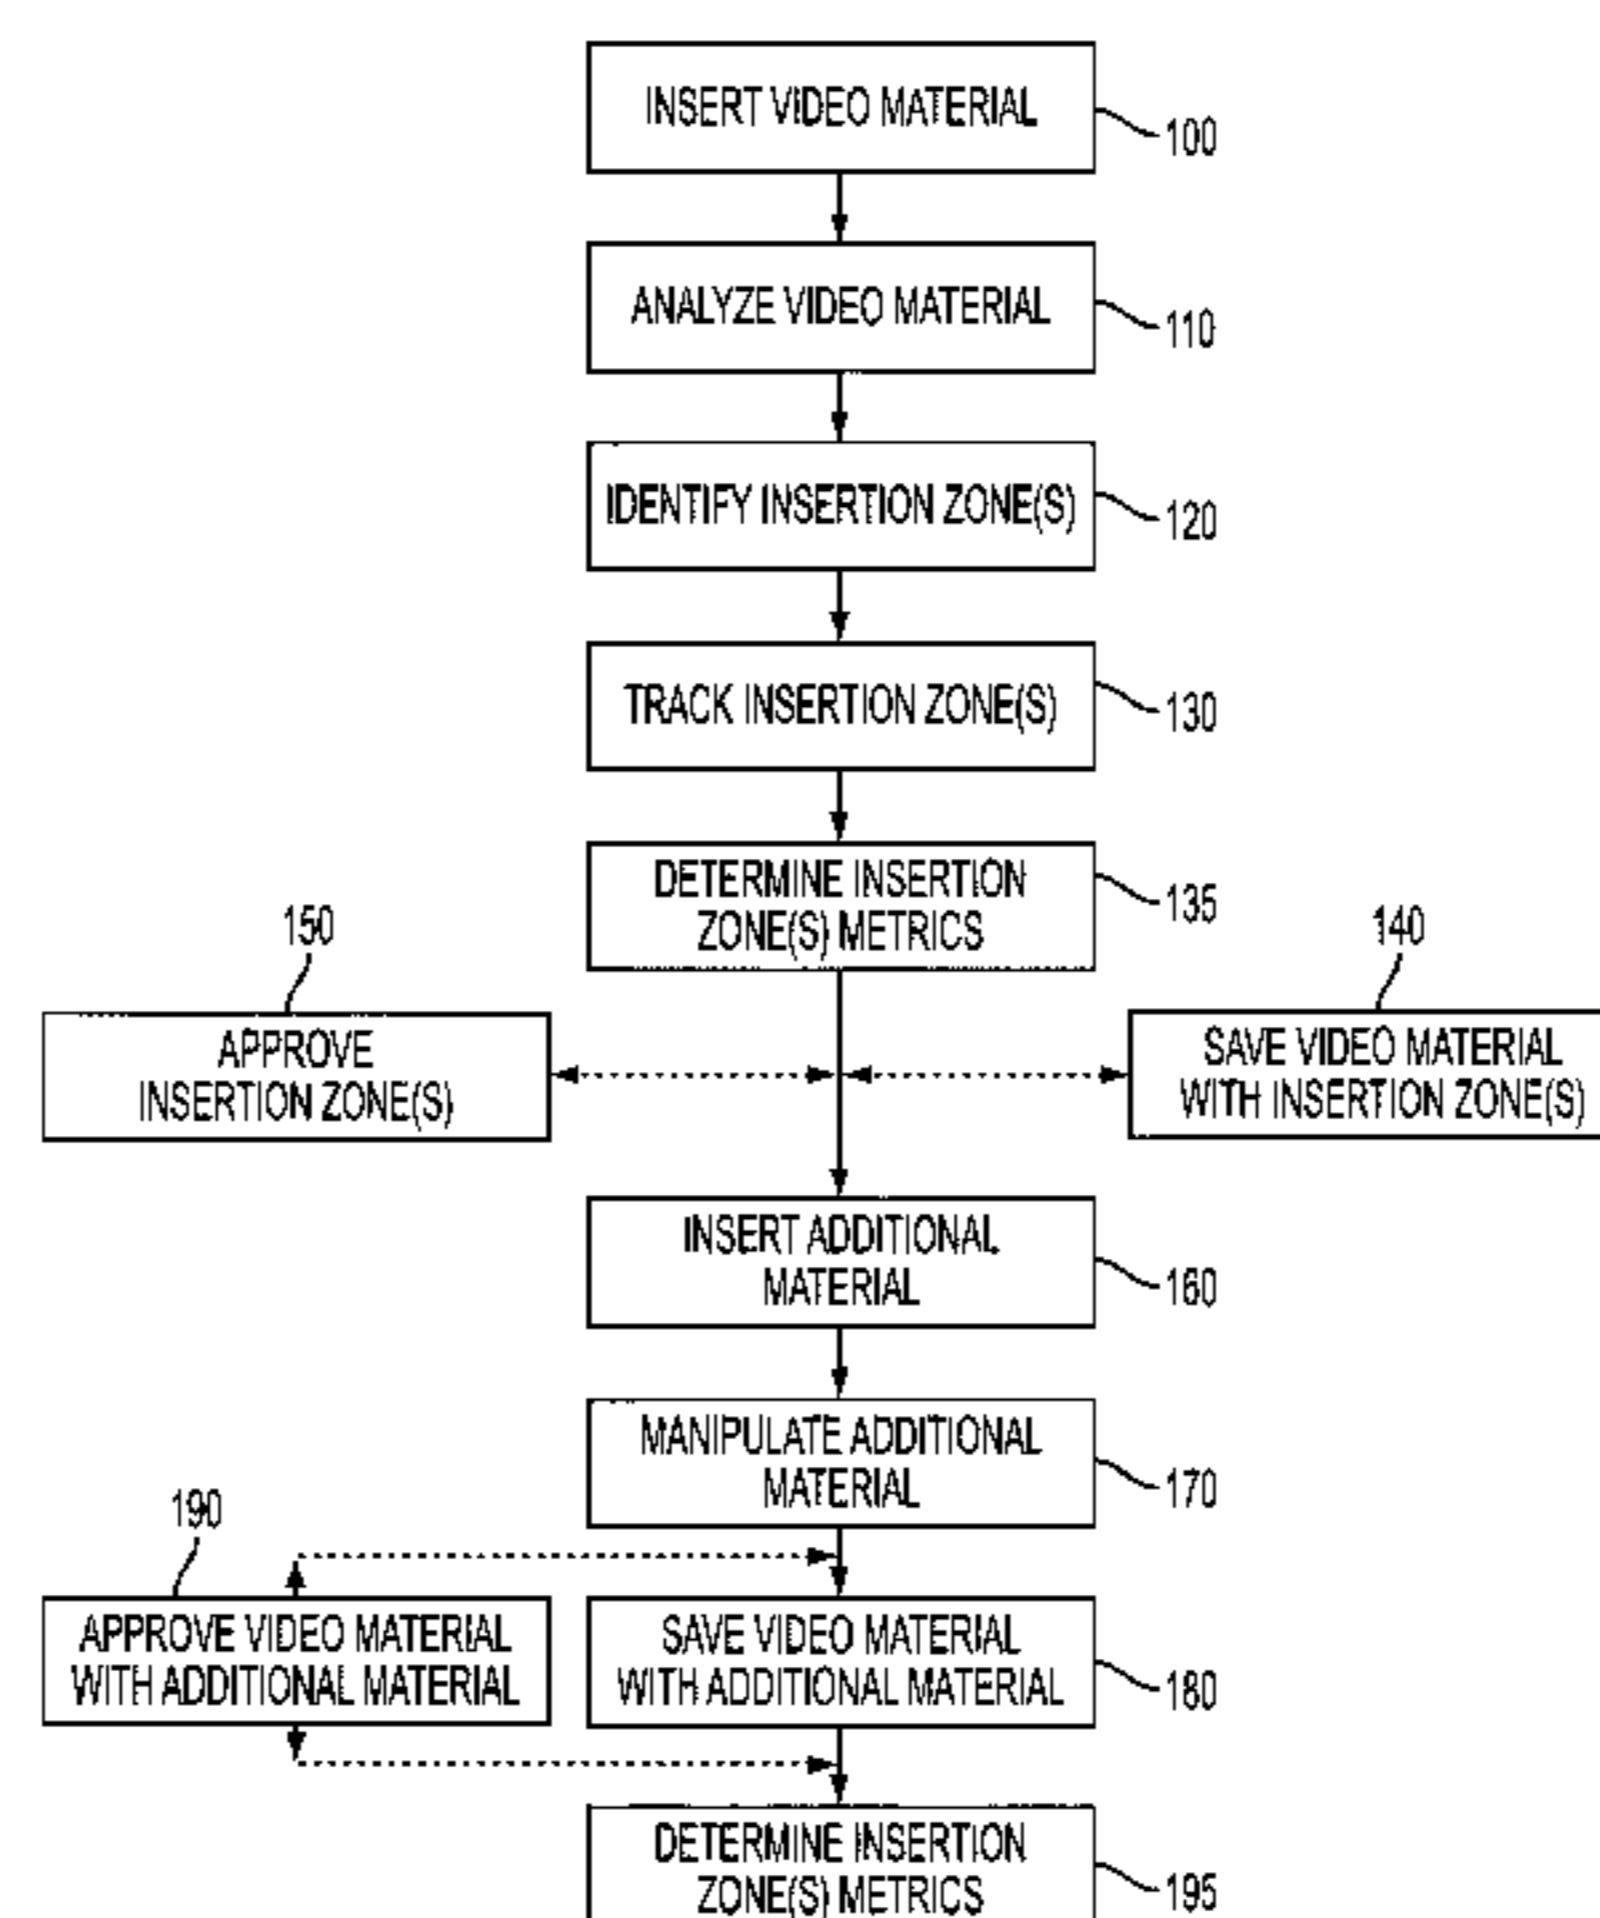 INSERT VIDEO MATERIAL
100
ANALYZE VIDEO MATERIAL
110
IDENTIFY INSERTION ZONE(S)
120
TRACK INSERTION ZONE(S)
130
DETERMINE INSERTION
ZONE(S) METRICS
135
150
APPROVE
INSERTION ZONE(S)
140
SAVE VIDEO MATERIAL
WITH INSERTION ZONE(S)
INSERT ADDITIONAL
MATERIAL
160
MANIPULATE ADDITIONAL
MATERIAL
170
190
APPROVE VIDEO MATERIAL
WITH ADDITIONAL MATERIAL
SAVE VIDEO MATERIAL
WITH ADDITIONAL MATERIAL
180
DETERMINE INSERTION
ZONE(S) METRICS
195